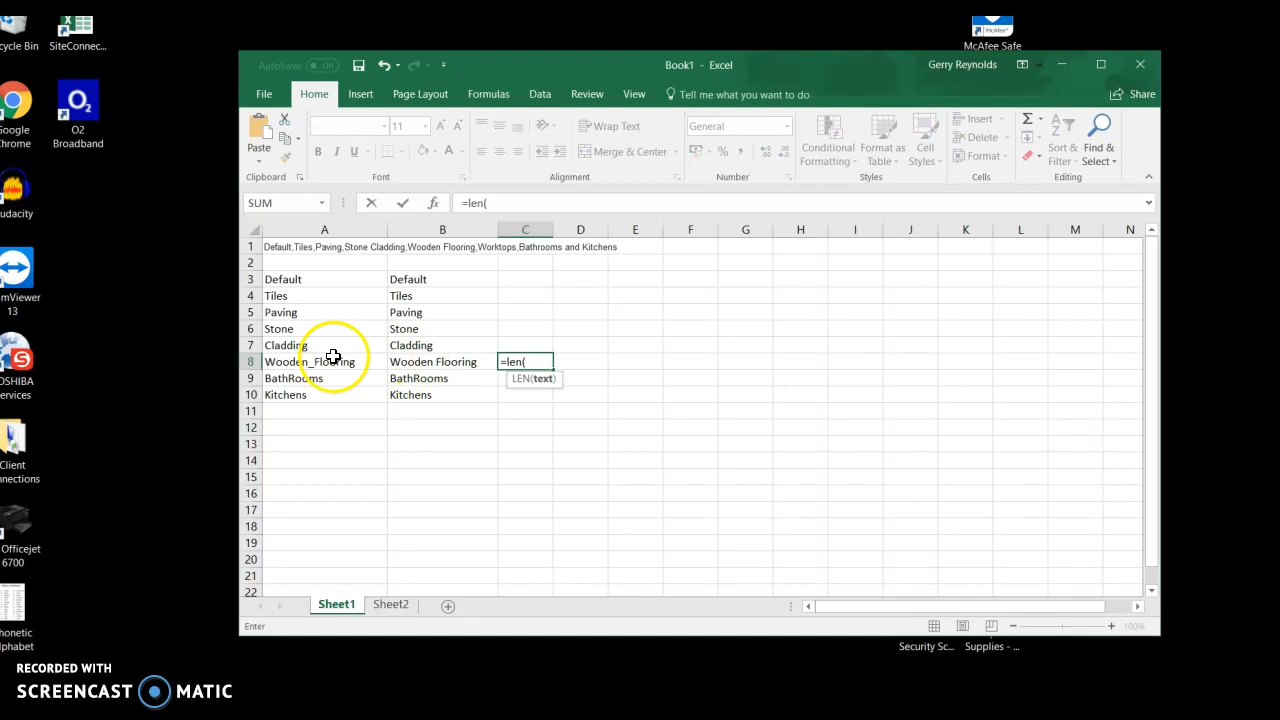 cycle Bin
SiteConnec...
McAfee
McAfee Safe
AutoSave Off
Book1 - Excel
Gerry Reynolds
File Home Insert Page Layout Formulas Data Review View Tell me what you want to do Share
Google
Chrome
O2
O2
Broadband
Paste
11
A A
Wrap Text
General
Insert
B I U
A
Merge & Center
%
Conditional
Formatting
Format as
Table
Cell
Styles
Delete
Format
Sort &
Filter
Find &
Select
Clipboard Font Alignment Number Styles Cells Editing
udacity
SUM
fx
=len(
A B C D E F G H I J K L M N
1 Default,Tiles,Paving,Stone Cladding,Wooden Flooring,Worktops,Bathrooms and Kitchens
2
3 Default Default
4 Tiles Tiles
5 Paving Paving
6 Stone Stone
7 Cladding Cladding
8 Wooden_Flooring Wooden Flooring =len(
LEN(text)
9 BathRooms BathRooms
10 Kitchens Kitchens
11
12
13
14
15
16
17
18
19
20
21
22
mViewer
13
OSHIBA
ervices
Client
nnections
Officejet
6700
honetic
lphabet
Sheet1 Sheet2
Enter
100%
Security Sc...
Supplies - ...
RECORDED WITH
SCREENCAST MATIC